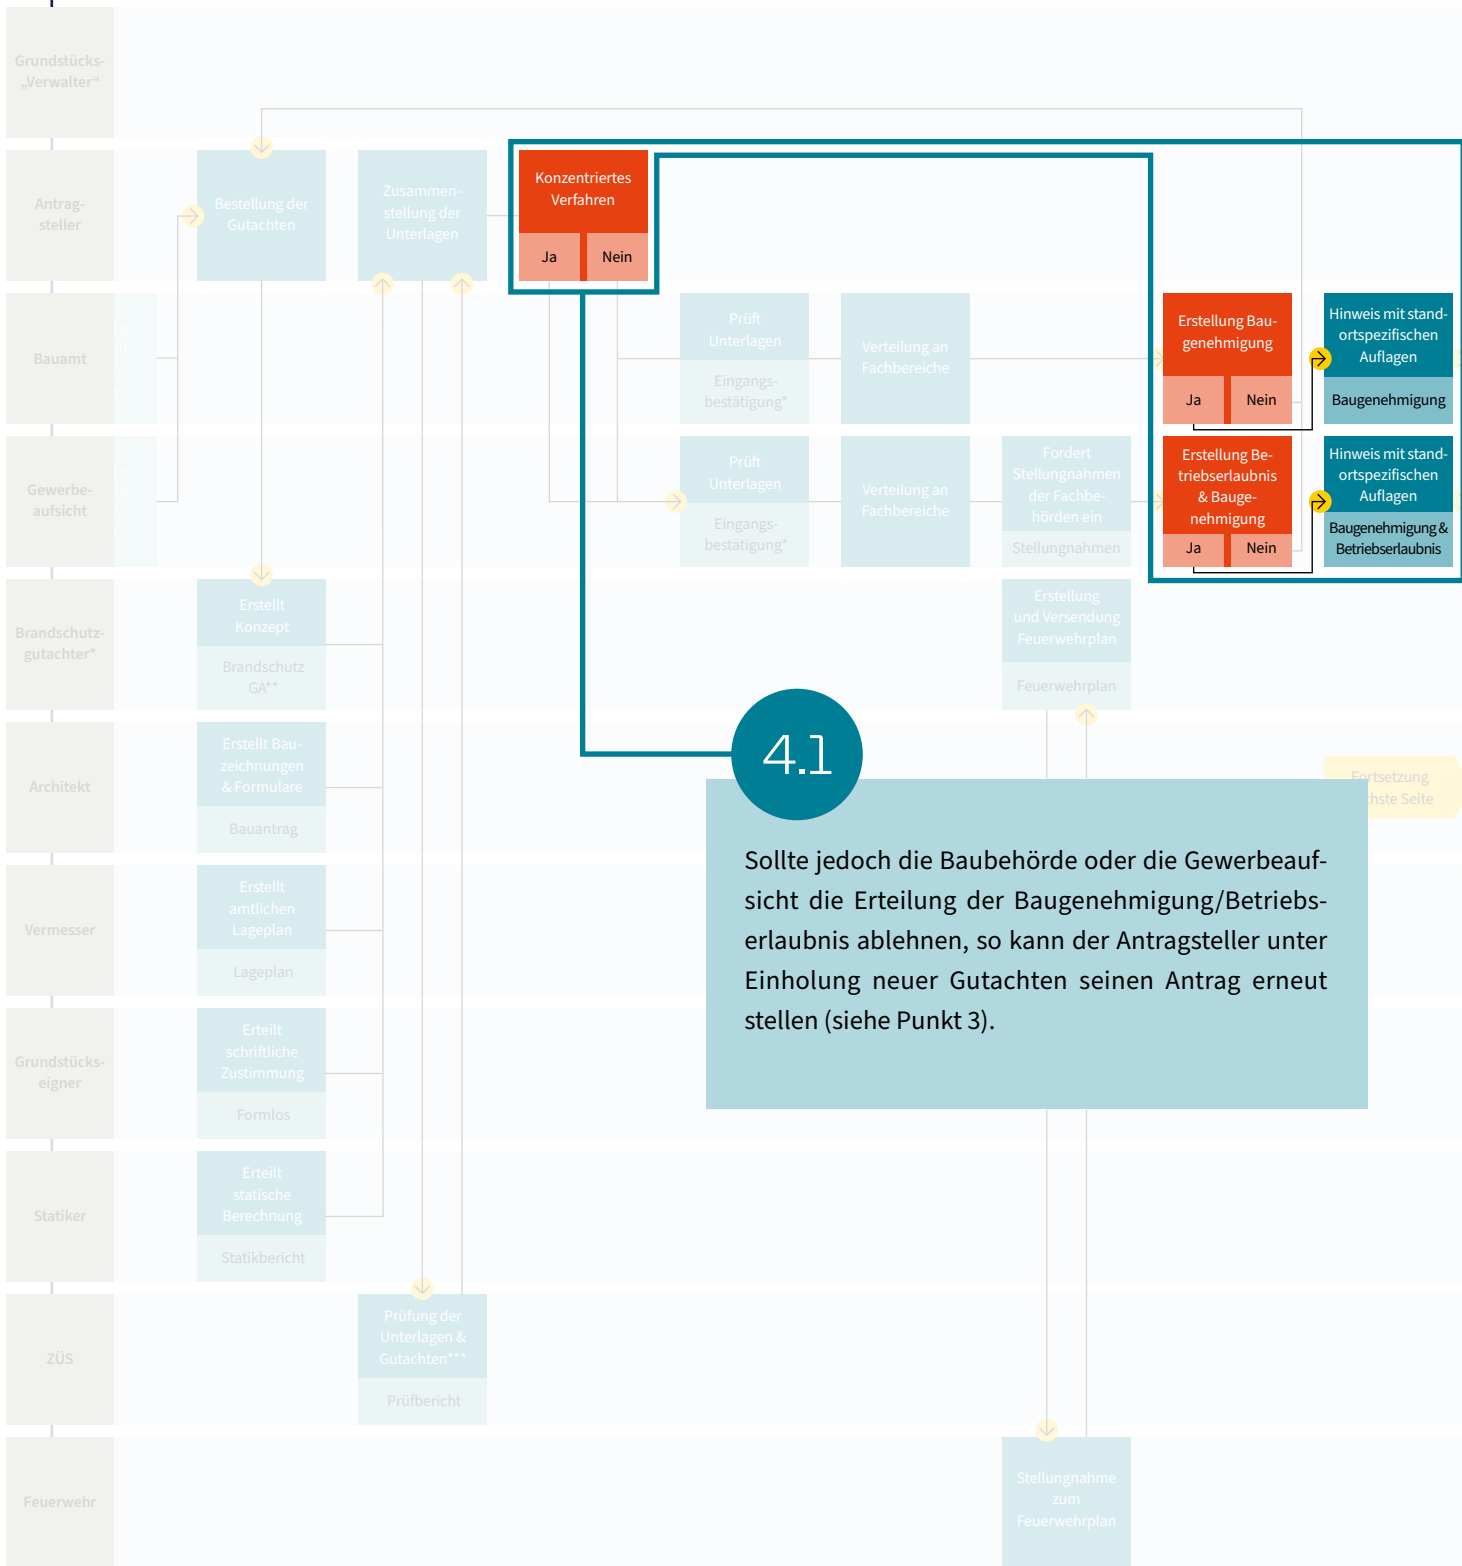 Grundstücks-
„Verwalter“
Antrag-
steller
Bestellung der
Gutachten
Zusammen-
stellung der
Unterlagen
Konzentriertes
Verfahren
Ja
Nein
Bauamt
Prüft
Unterlagen
Eingangs-
bestätigung*
Verteilung an
Fachbereiche
Erstellung Bau-
genehmigung
Ja
Nein
Hinweis mit stand-
ortspezifischen
Auflagen
Baugenehmigung
Gewerbe-
aufsicht
Prüft
Unterlagen
Eingangs-
bestätigung*
Verteilung an
Fachbereiche
Fordert
Stellungnahmen
der Fachbe-
hörden ein
Stellungnahmen
Erstellung Be-
triebserlaubnis
& Bauge-
nehmigung
Ja
Nein
Hinweis mit stand-
ortspezifischen
Auflagen
Baugenehmigung &
Betriebserlaubnis
Brandschutz-
gutachter*
Erstellt
Konzept
Brandschutz
GA**
Erstellung
und Versendung
Feuerwehrplan
Feuerwehrplan
Architekt
Erstellt Bau-
zeichnungen
& Formulare
Bauantrag
4.1
Fortsetzung
chste Seite
Sollte jedoch die Baubehörde oder die Gewerbeauf-
sicht die Erteilung der Baugenehmigung/Betriebs-
erlaubnis ablehnen, so kann der Antragsteller unter
Einholung neuer Gutachten seinen Antrag erneut
stellen (siehe Punkt 3).
Vermesser
Erstellt
amtlichen
Lageplan
Lageplan
Grundstücks-
eigner
Erteilt
schriftliche
Zustimmung
Formlos
Statiker
Erteilt
statische
Berechnung
Statikbericht
ZÜS
Prüfung der
Unterlagen &
Gutachten***
Prüfbericht
Feuerwehr
Stellungnahme
zum
Feuerwehrplan